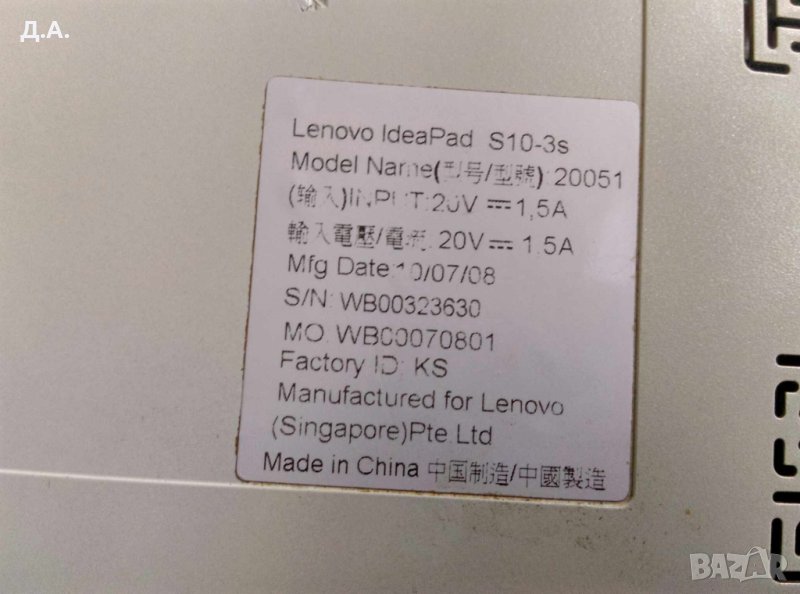 Д.А.
Lenovo IdeaPad S10-3s
Model Name(型号/型號):20051
(输入)INPUT:20V⎓1,5A
輸入電壓/電流: 20V⎓ 1.5A
Mfg Date:10/07/08
S/N: WB00323630
MO: WB00070801
Factory ID: KS
Manufactured for Lenovo
(Singapore)Pte.Ltd
Made in China 中国制造/中國製造
BAZAR